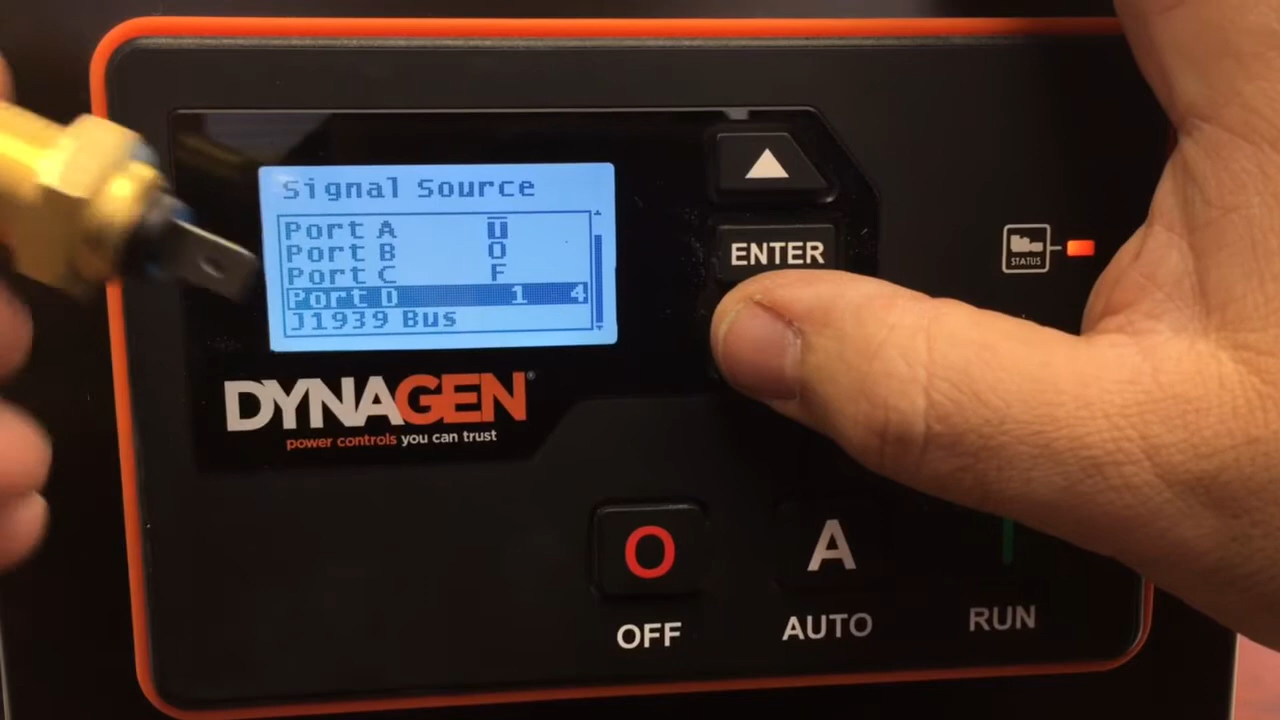 Signal Source
Port A U
Port B O
Port C F
Port D 1 4
J1939 Bus
ENTER
STATUS
DYNAGEN®
power controls you can trust
O A
OFF AUTO RUN